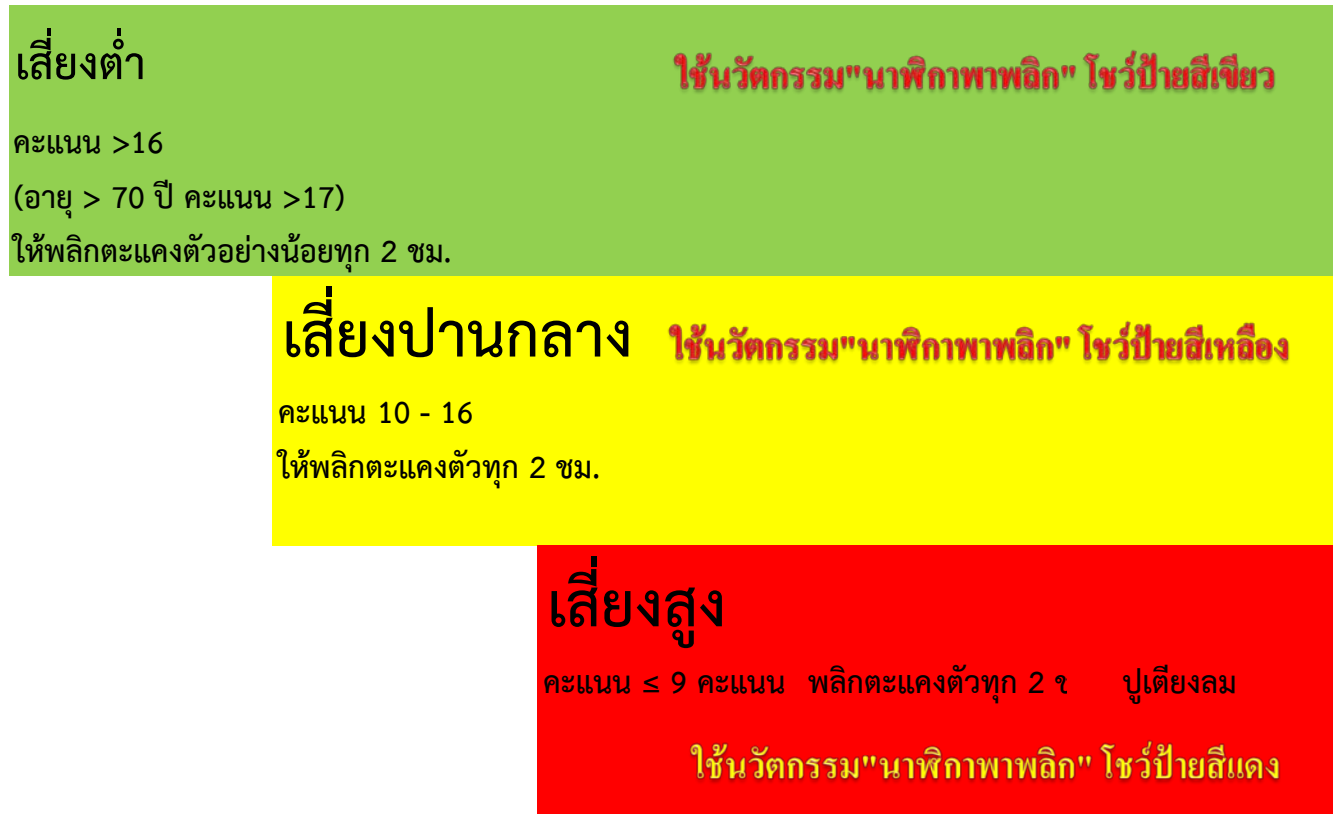 เสี่ยงต่ำ
ใช้นวัตกรรม"นาฬิกาพาพลิก" โชว์ป้ายสีเขียว
คะแนน >16
(อายุ > 70 ปี คะแนน >17)
ให้พลิกตะแคงตัวอย่างน้อยทุก 2 ชม.
เสี่ยงปานกลาง
ใช้นวัตกรรม"นาฬิกาพาพลิก" โชว์ป้ายสีเหลือง
คะแนน 10 - 16
ให้พลิกตะแคงตัวทุก 2 ชม.
เสี่ยงสูง
คะแนน ≤ 9 คะแนน พลิกตะแคงตัวทุก 2 ปูเตียงลม
ใช้นวัตกรรม"นาฬิกาพาพลิก" โชว์ป้ายสีแดง